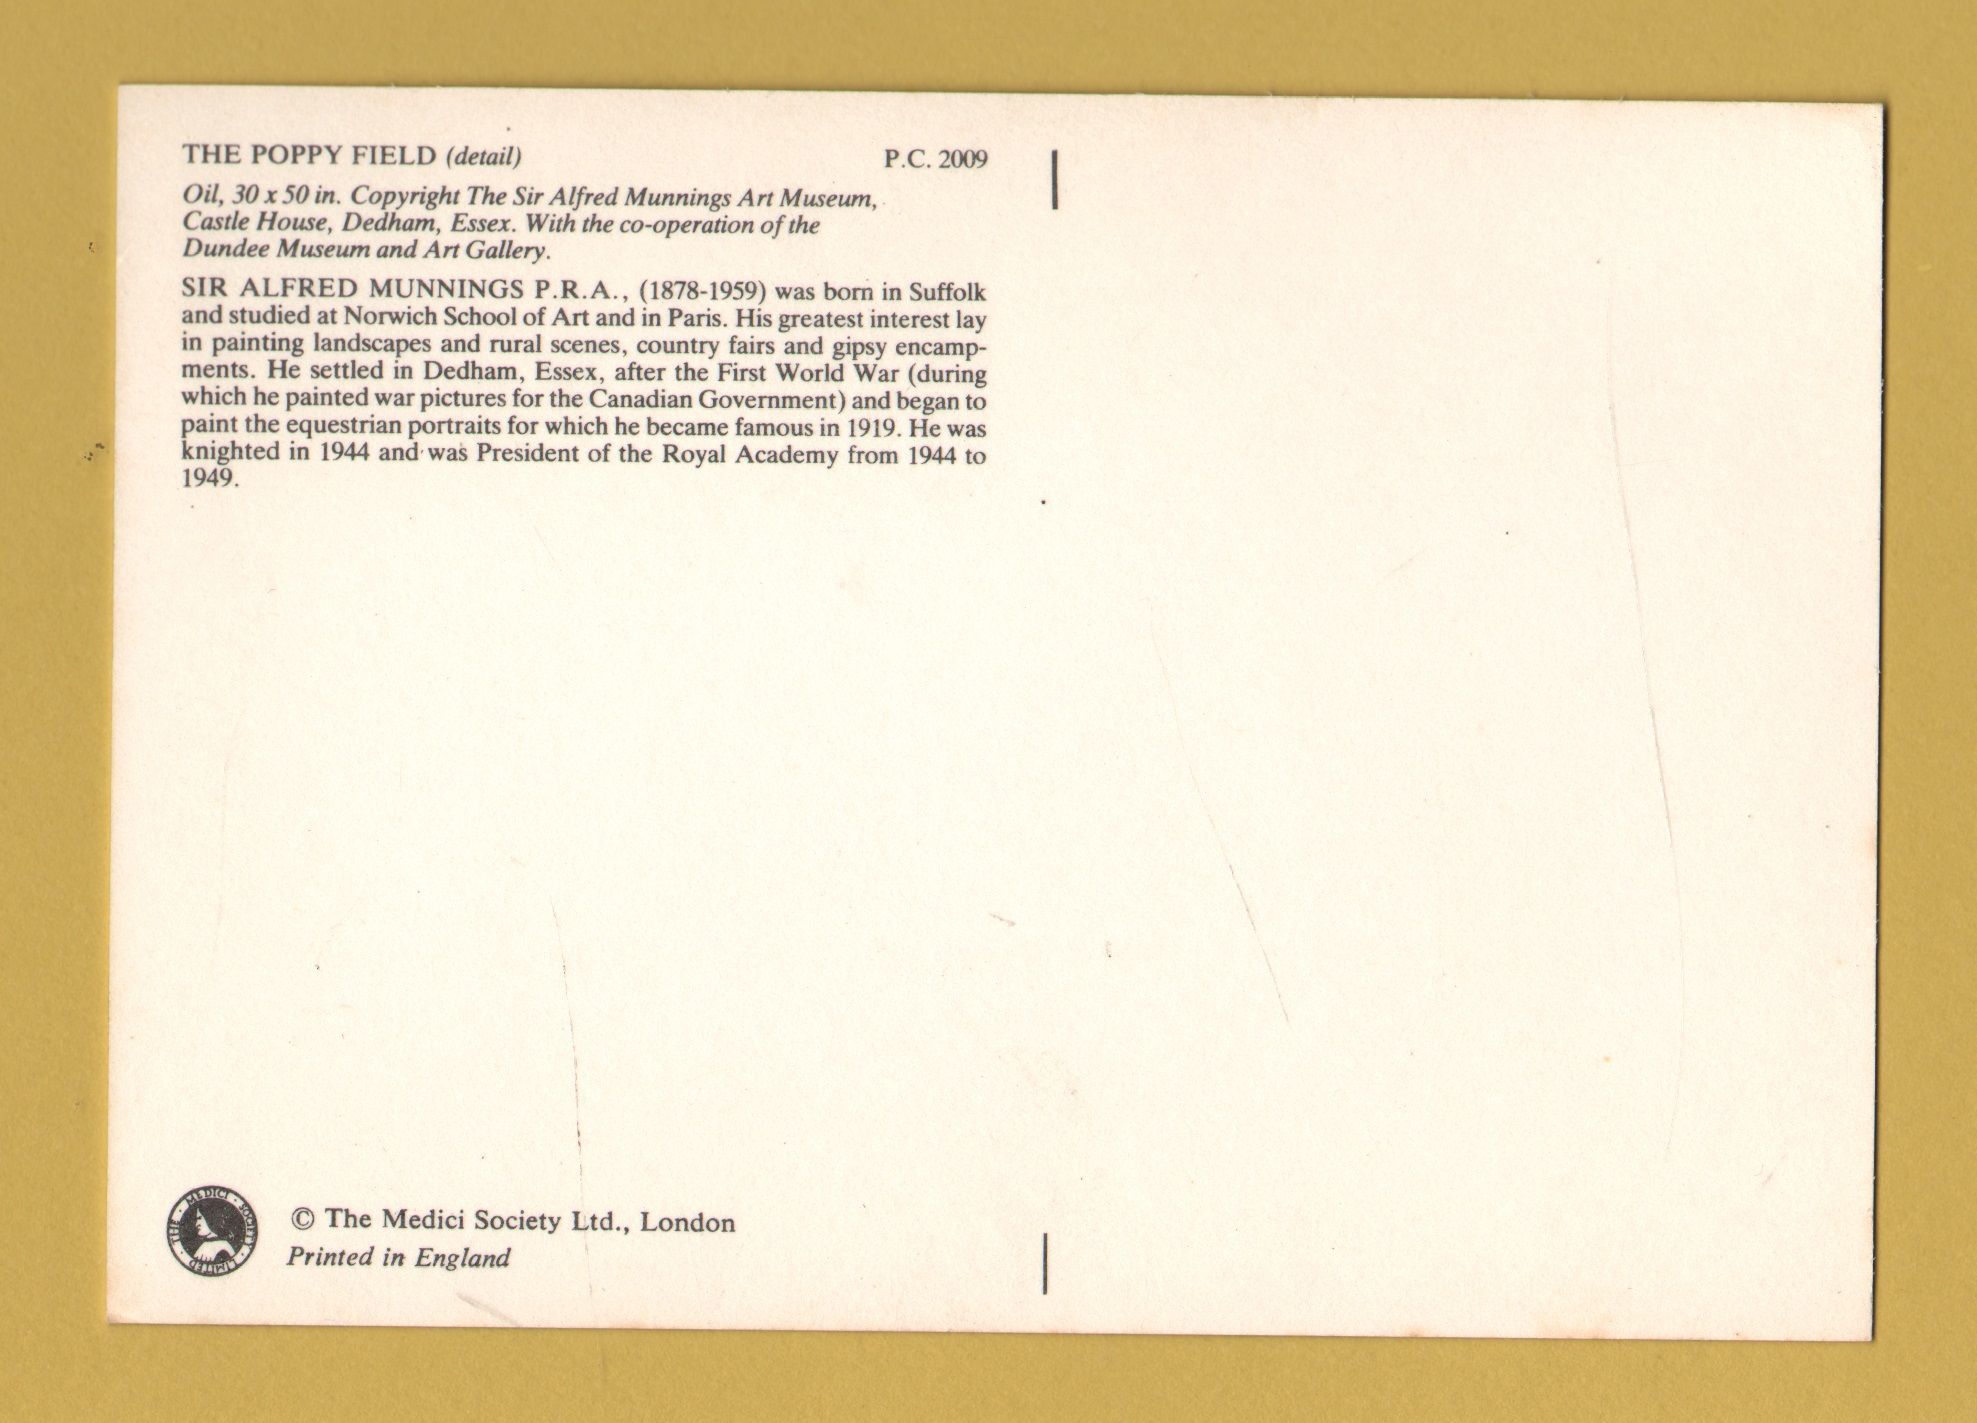 THE POPPY FIELD (detail) P.C. 2009
Oil, 30 x 50 in. Copyright The Sir Alfred Munnings Art Museum,
Castle House, Dedham, Essex. With the co-operation of the
Dundee Museum and Art Gallery.
SIR ALFRED MUNNINGS P.R.A., (1878-1959) was born in Suffolk
and studied at Norwich School of Art and in Paris. His greatest interest lay
in painting landscapes and rural scenes, country fairs and gipsy encamp-
ments. He settled in Dedham, Essex, after the First World War (during
which he painted war pictures for the Canadian Government) and began to
paint the equestrian portraits for which he became famous in 1919. He was
knighted in 1944 and was President of the Royal Academy from 1944 to
1949.
THE · MEDICI · SOCIETY · LIMITED ·
© The Medici Society Ltd., London
Printed in England